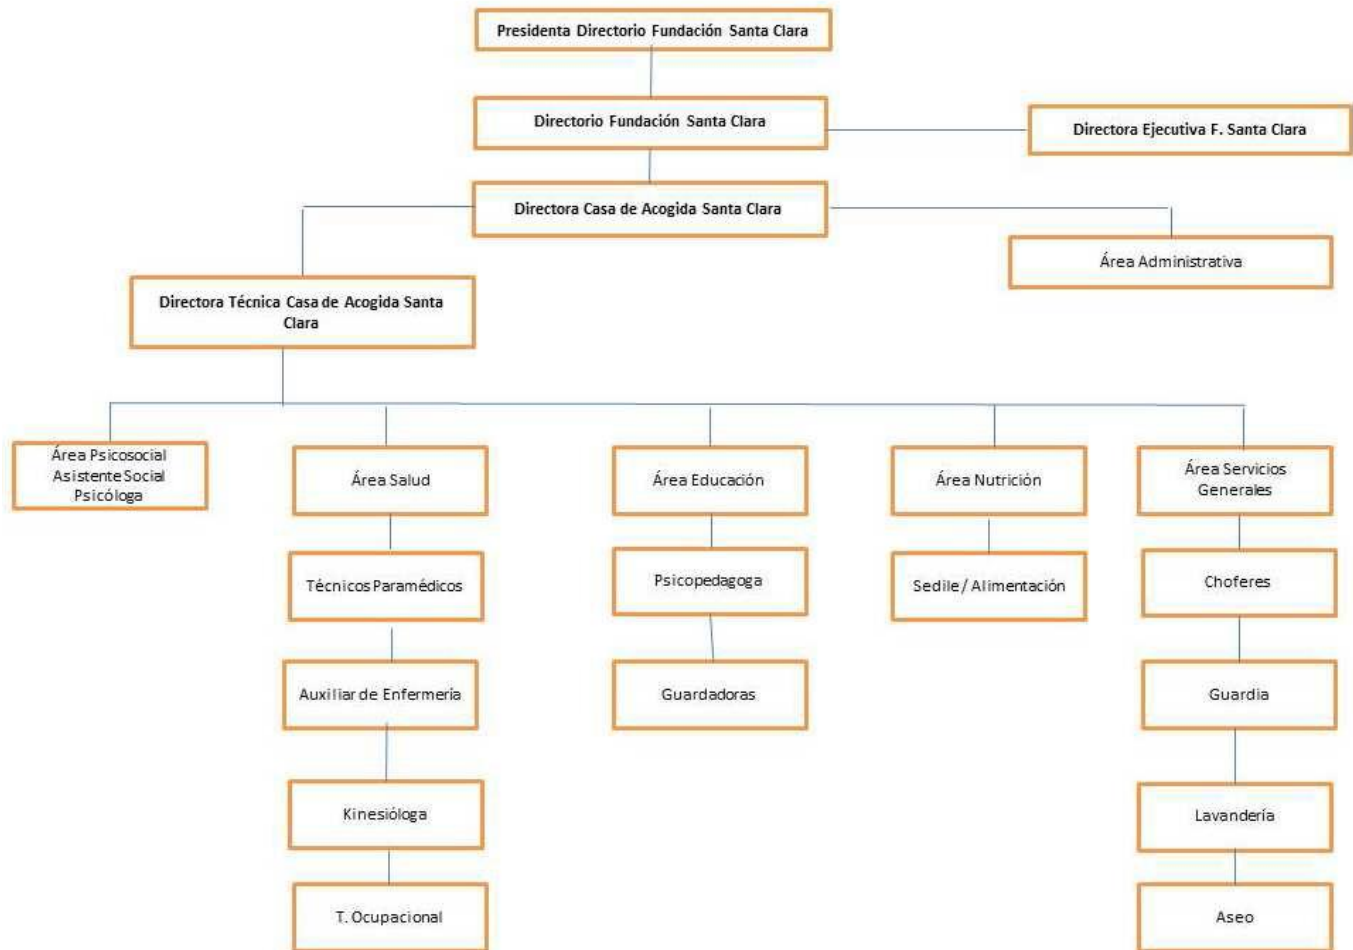 Presidenta Directorio Fundación Santa Clara
Directorio Fundación Santa Clara
Directora Ejecutiva F. Santa Clara
Directora Casa de Acogida Santa Clara
Área Administrativa
Directora Técnica Casa de Acogida Santa
Clara
Área Psicosocial
Asistente Social
Psicóloga
Área Salud
Área Educación
Área Nutrición
Área Servicios
Generales
Técnicos Paramédicos
Psicopedagoga
Sedile / Alimentación
Choferes
Auxiliar de Enfermería
Guardadoras
Guardia
Kinesióloga
Lavandería
T. Ocupacional
Aseo